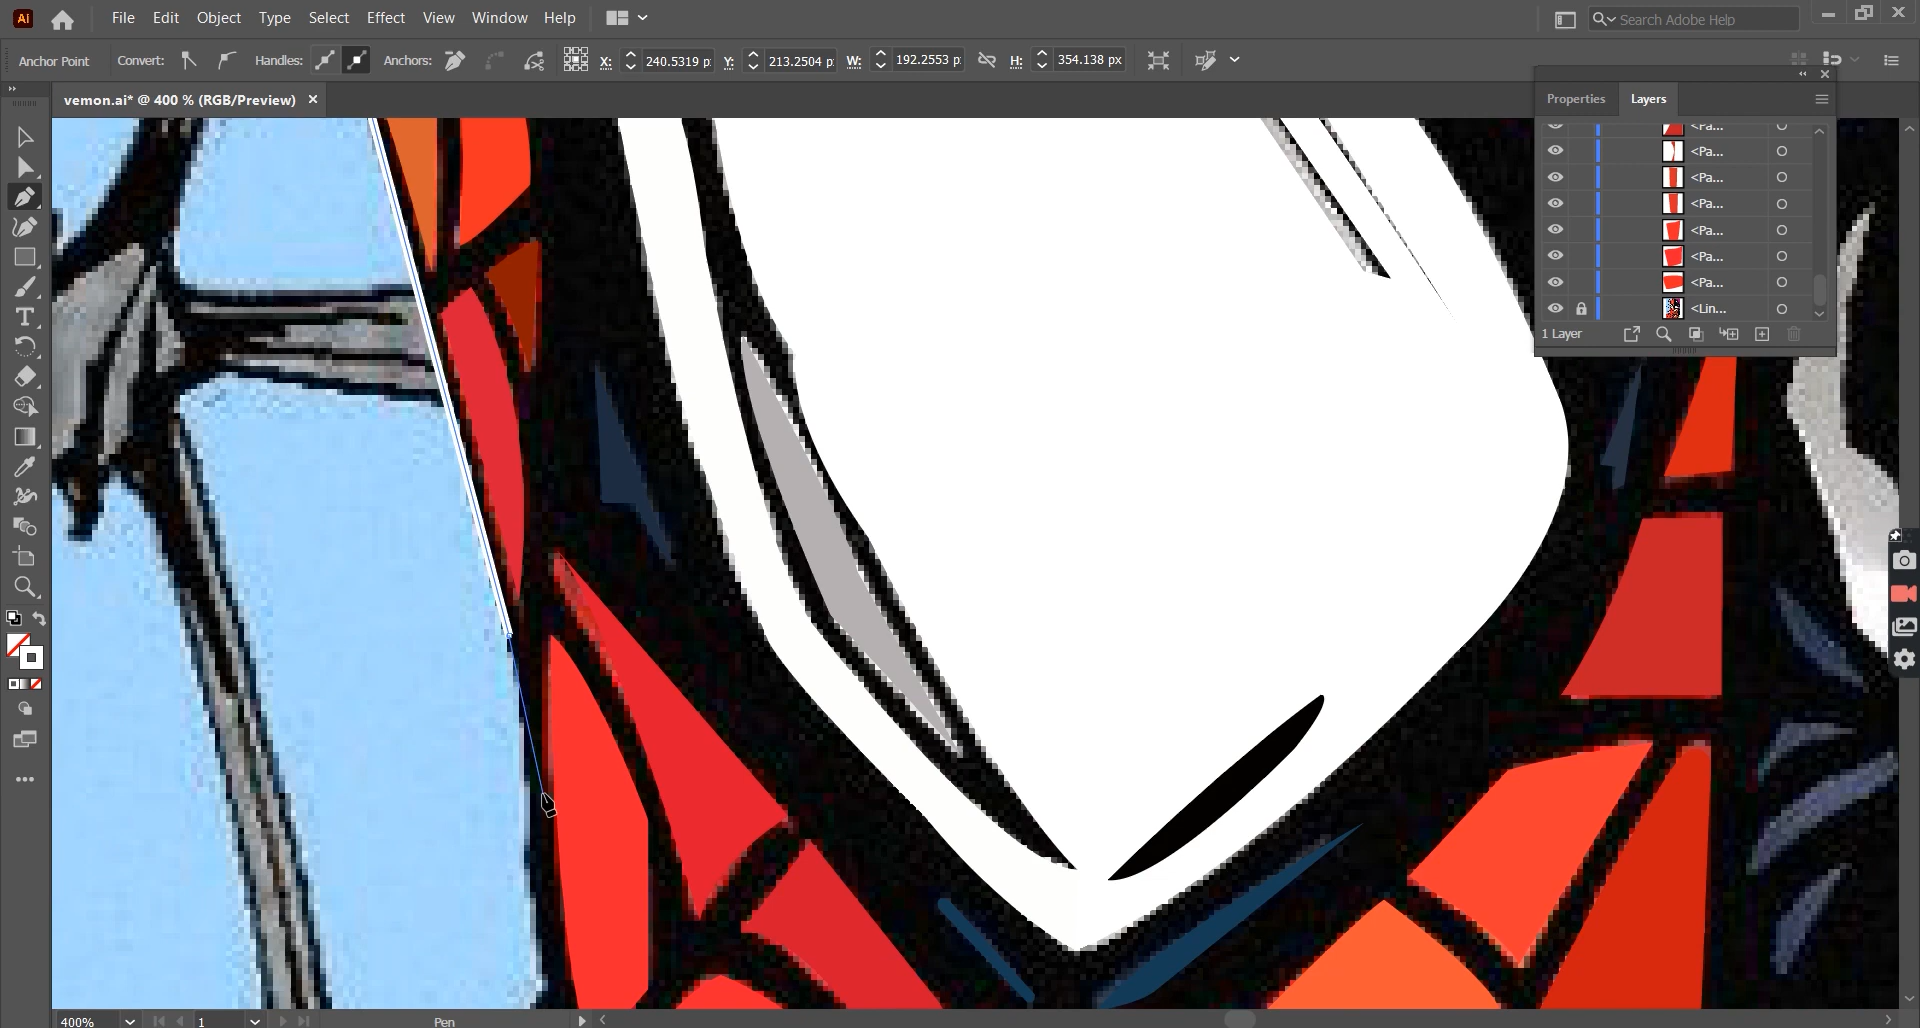 Ai File Edit Object Type Select Effect View Window Help Search Adobe Help
Anchor Point Convert: Handles: Anchors: X: 240.5319 p Y: 213.2504 p W: 192.2553 p H: 354.138 px
vemon.ai* @ 400 % (RGB/Preview)
Properties Layers
<Pa...
<Pa...
<Pa...
<Pa...
<Pa...
<Pa...
<Pa...
<Lin...
1 Layer
400% 1 Pen